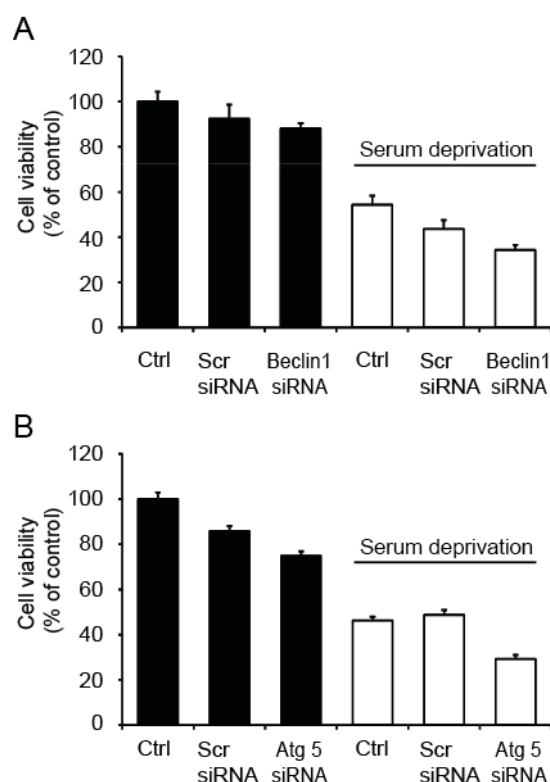 A
Cell viability
(% of control)
120
100
80
60
40
20
0
Serum deprivation
Ctrl Scr Beclin1 Ctrl Scr Beclin1
siRNA siRNA siRNA siRNA
B
Cell viability
(% of control)
120
100
80
60
40
20
0
Serum deprivation
Ctrl Scr Atg 5 Ctrl Scr Atg 5
siRNA siRNA siRNA siRNA